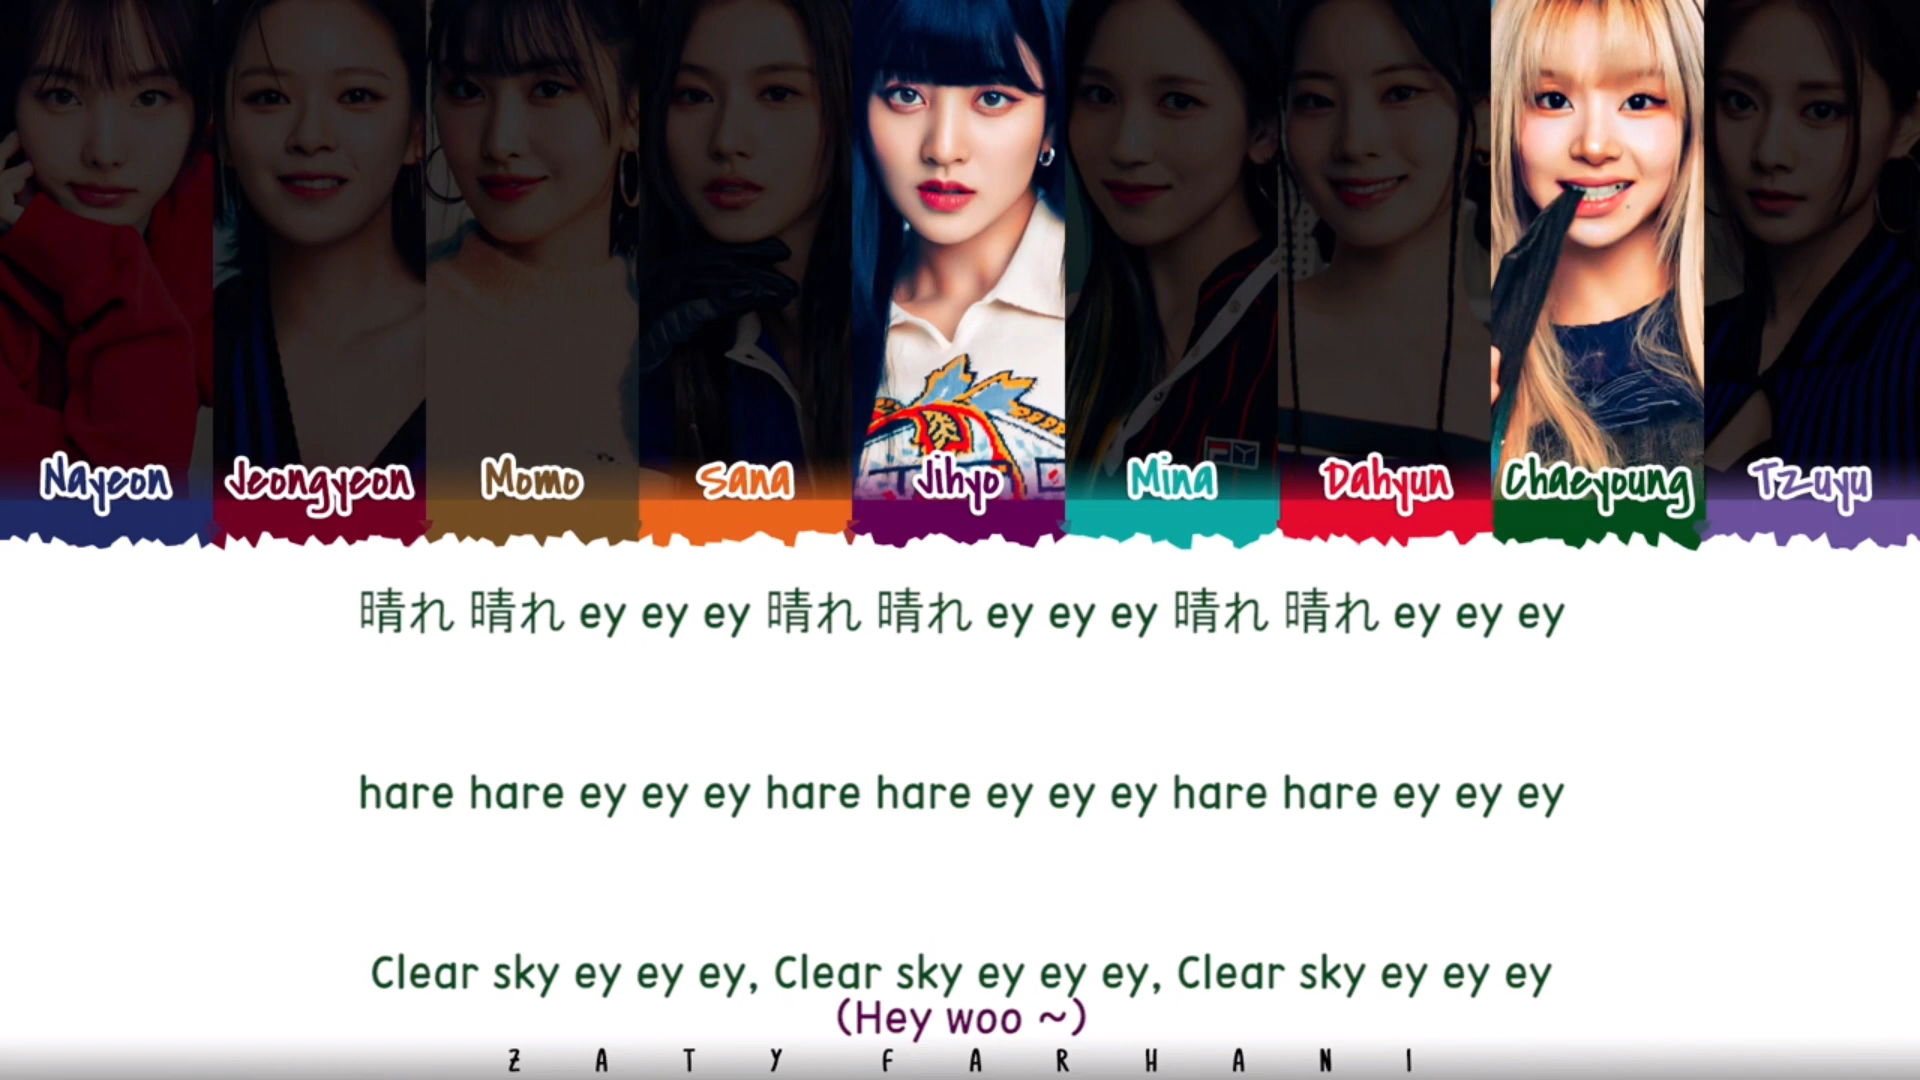 Nayeon Jeongyeon Momo Sana Jihyo Mina Dahyun Chaeyoung Tzuyu
晴れ 晴れ ey ey ey 晴れ 晴れ ey ey ey 晴れ 晴れ ey ey ey
hare hare ey ey ey hare hare ey ey ey hare hare ey ey ey
Clear sky ey ey ey, Clear sky ey ey ey, Clear sky ey ey ey
(Hey woo ~)
ZATY FARHANI